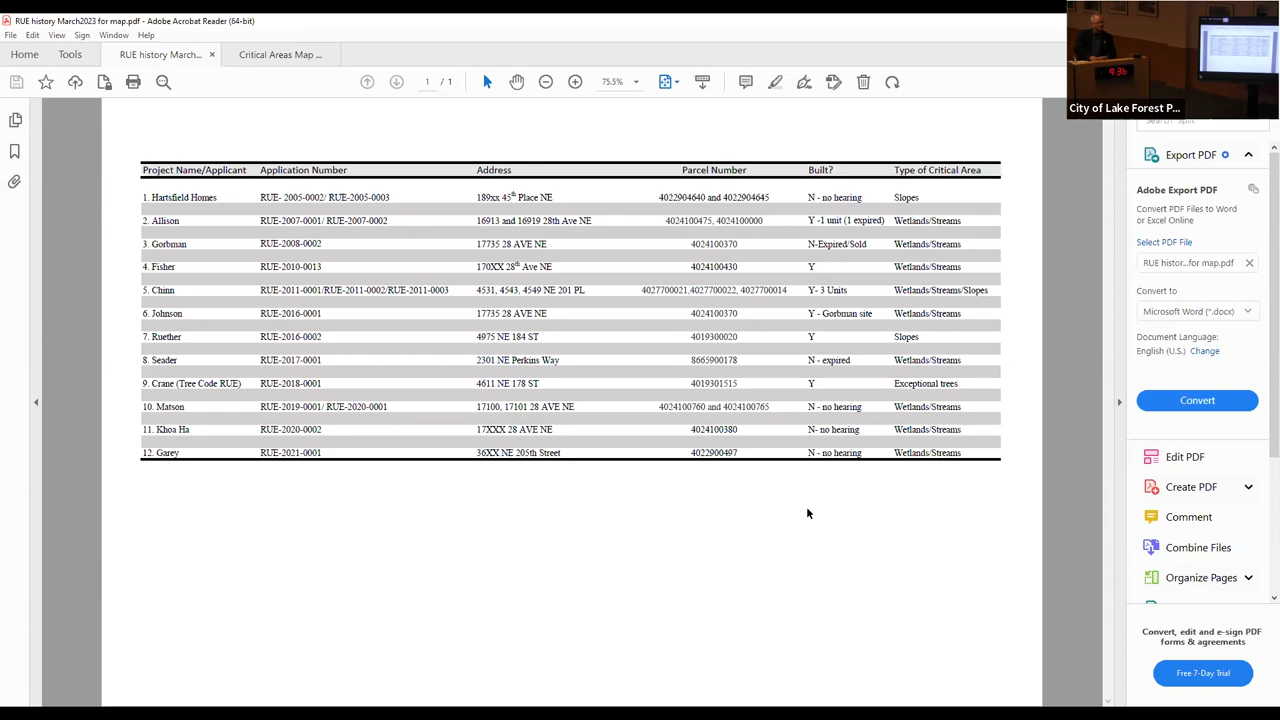 RUE history March2023 for map.pdf - Adobe Acrobat Reader (64-bit)
File Edit View Sign Window Help
Home Tools RUE history March... × Critical Areas Map ...
/ 1 75.5%
City of Lake Forest P...
4:36
Project Name/Applicant Application Number Address Parcel Number Built? Type of Critical Area
1. Hartsfield Homes RUE- 2005-0002/ RUE-2005-0003 189xx 45th Place NE 4022904640 and 4022904645 N - no hearing Slopes
2. Allison RUE-2007-0001/ RUE-2007-0002 16913 and 16919 28th Ave NE 4024100475, 4024100000 Y -1 unit (1 expired) Wetlands/Streams
3. Gorbman RUE-2008-0002 17735 28 AVE NE 4024100370 N-Expired/Sold Wetlands/Streams
4. Fisher RUE-2010-0013 170XX 28th Ave NE 4024100430 Y Wetlands/Streams
5. Chinn RUE-2011-0001/RUE-2011-0002/RUE-2011-0003 4531, 4543, 4549 NE 201 PL 4027700021,4027700022, 4027700014 Y- 3 Units Wetlands/Streams/Slopes
6. Johnson RUE-2016-0001 17735 28 AVE NE 4024100370 Y - Gorbman site Wetlands/Streams
7. Ruether RUE-2016-0002 4975 NE 184 ST 4019300020 Y Slopes
8. Seader RUE-2017-0001 2301 NE Perkins Way 8665900178 N - expired Wetlands/Streams
9. Crane (Tree Code RUE) RUE-2018-0001 4611 NE 178 ST 4019301515 Y Exceptional trees
10. Matson RUE-2019-0001/ RUE-2020-0001 17100, 17101 28 AVE NE 4024100760 and 4024100765 N - no hearing Wetlands/Streams
11. Khoa Ha RUE-2020-0002 17XXX 28 AVE NE 4024100380 N- no hearing Wetlands/Streams
12. Garey RUE-2021-0001 36XX NE 205th Street 4022900497 N - no hearing Wetlands/Streams
Search 'Split'
Export PDF
Adobe Export PDF
Convert PDF Files to Word
or Excel Online
Select PDF File
RUE histor...for map.pdf ×
Convert to
Microsoft Word (*.docx)
Document Language:
English (U.S.) Change
Convert
Edit PDF
Create PDF
Comment
Combine Files
Organize Pages
Convert, edit and e-sign PDF
forms & agreements
Free 7-Day Trial